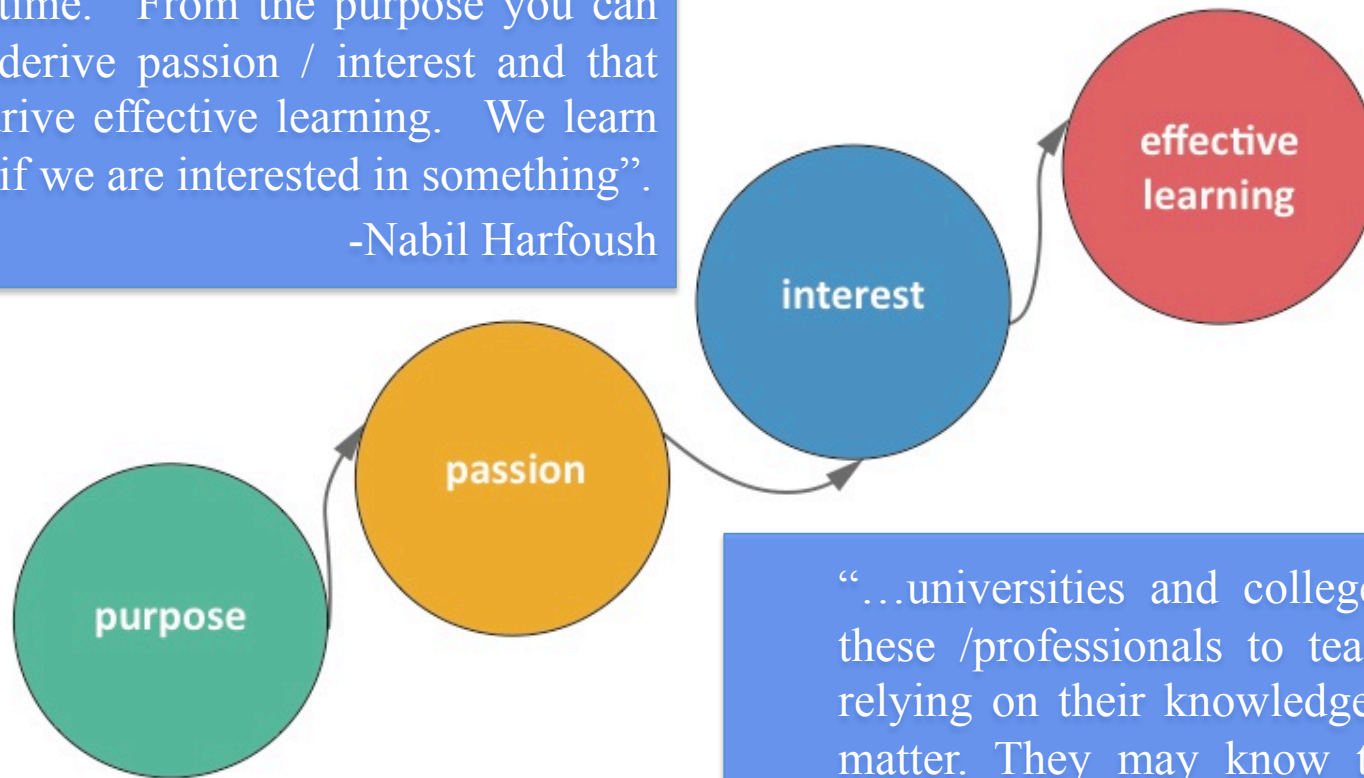 time. From the purpose you can
derive passion / interest and that
drive effective learning. We learn
if we are interested in something”.
-Nabil Harfoush
effective
learning
interest
passion
purpose
“…universities and college
these /professionals to tea
relying on their knowledge
matter. They may know t